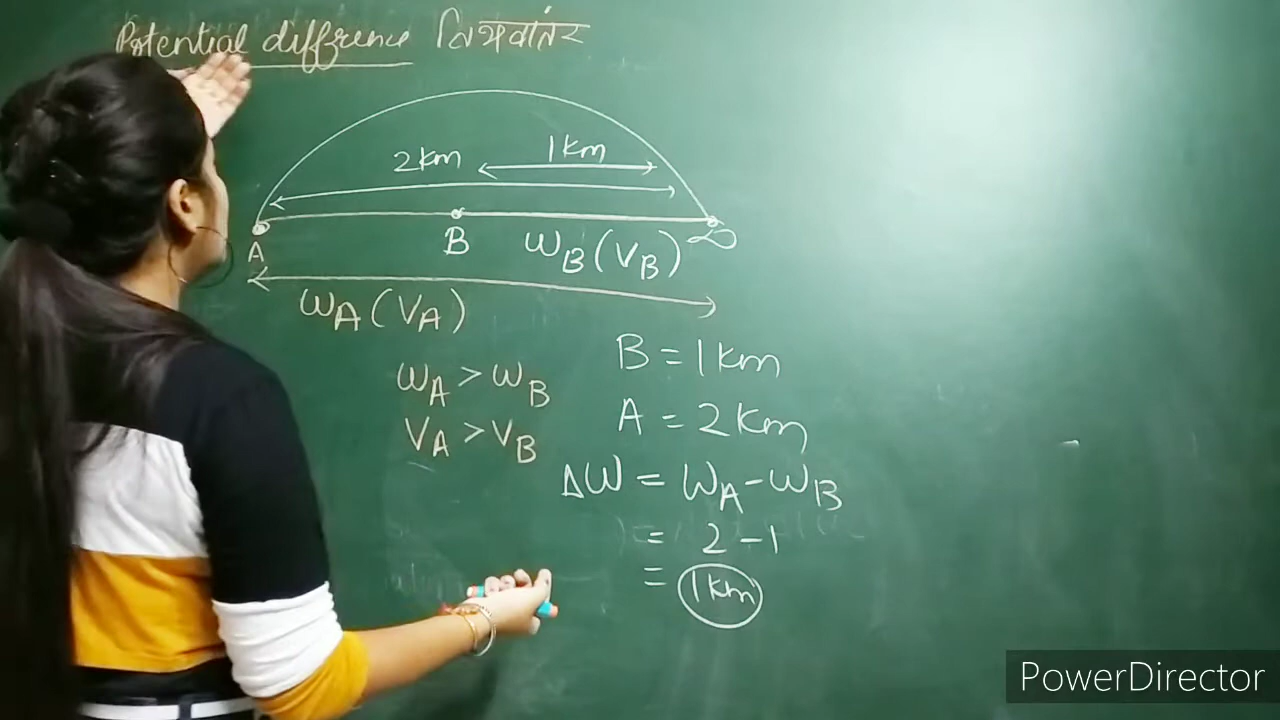 Potential diffrence विभवांतर
2km 1km
A B WB(VB) ∞
WA(VA)
WA > WB
VA > VB
B = 1km
A = 2km
ΔW = WA-WB
= 2-1
= 1km
PowerDirector